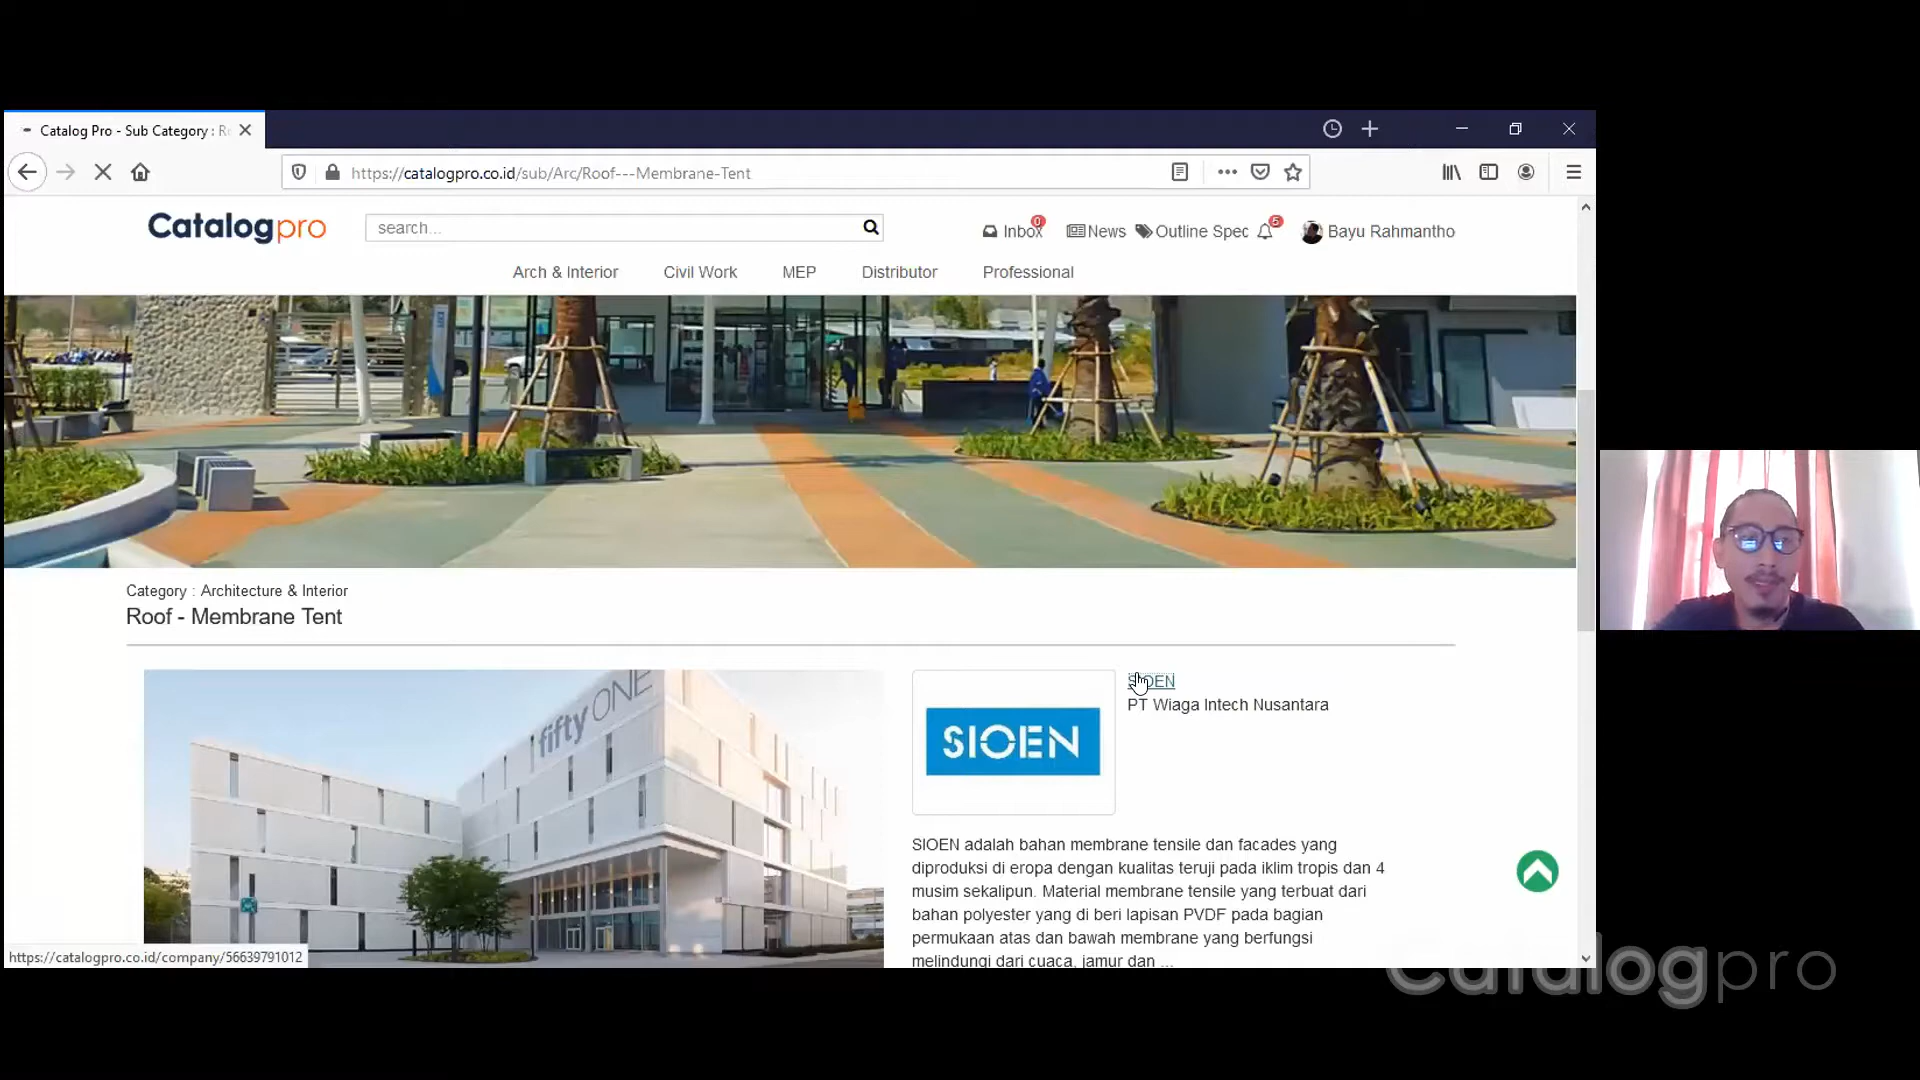 Catalog Pro - Sub Category : R
https://catalogpro.co.id/sub/Arc/Roof---Membrane-Tent
Catalogpro
search...
Inbox 0
News
Outline Spec
5
Bayu Rahmantho
Arch & Interior
Civil Work
MEP
Distributor
Professional
Category : Architecture & Interior
Roof - Membrane Tent
fifty ONE
SIOEN
SIOEN
PT Wiaga Intech Nusantara
SIOEN adalah bahan membrane tensile dan facades yang
diproduksi di eropa dengan kualitas teruji pada iklim tropis dan 4
musim sekalipun. Material membrane tensile yang terbuat dari
bahan polyester yang di beri lapisan PVDF pada bagian
permukaan atas dan bawah membrane yang berfungsi
melindungi dari cuaca, jamur dan ...
https://catalogpro.co.id/company/56639791012
Catalogpro